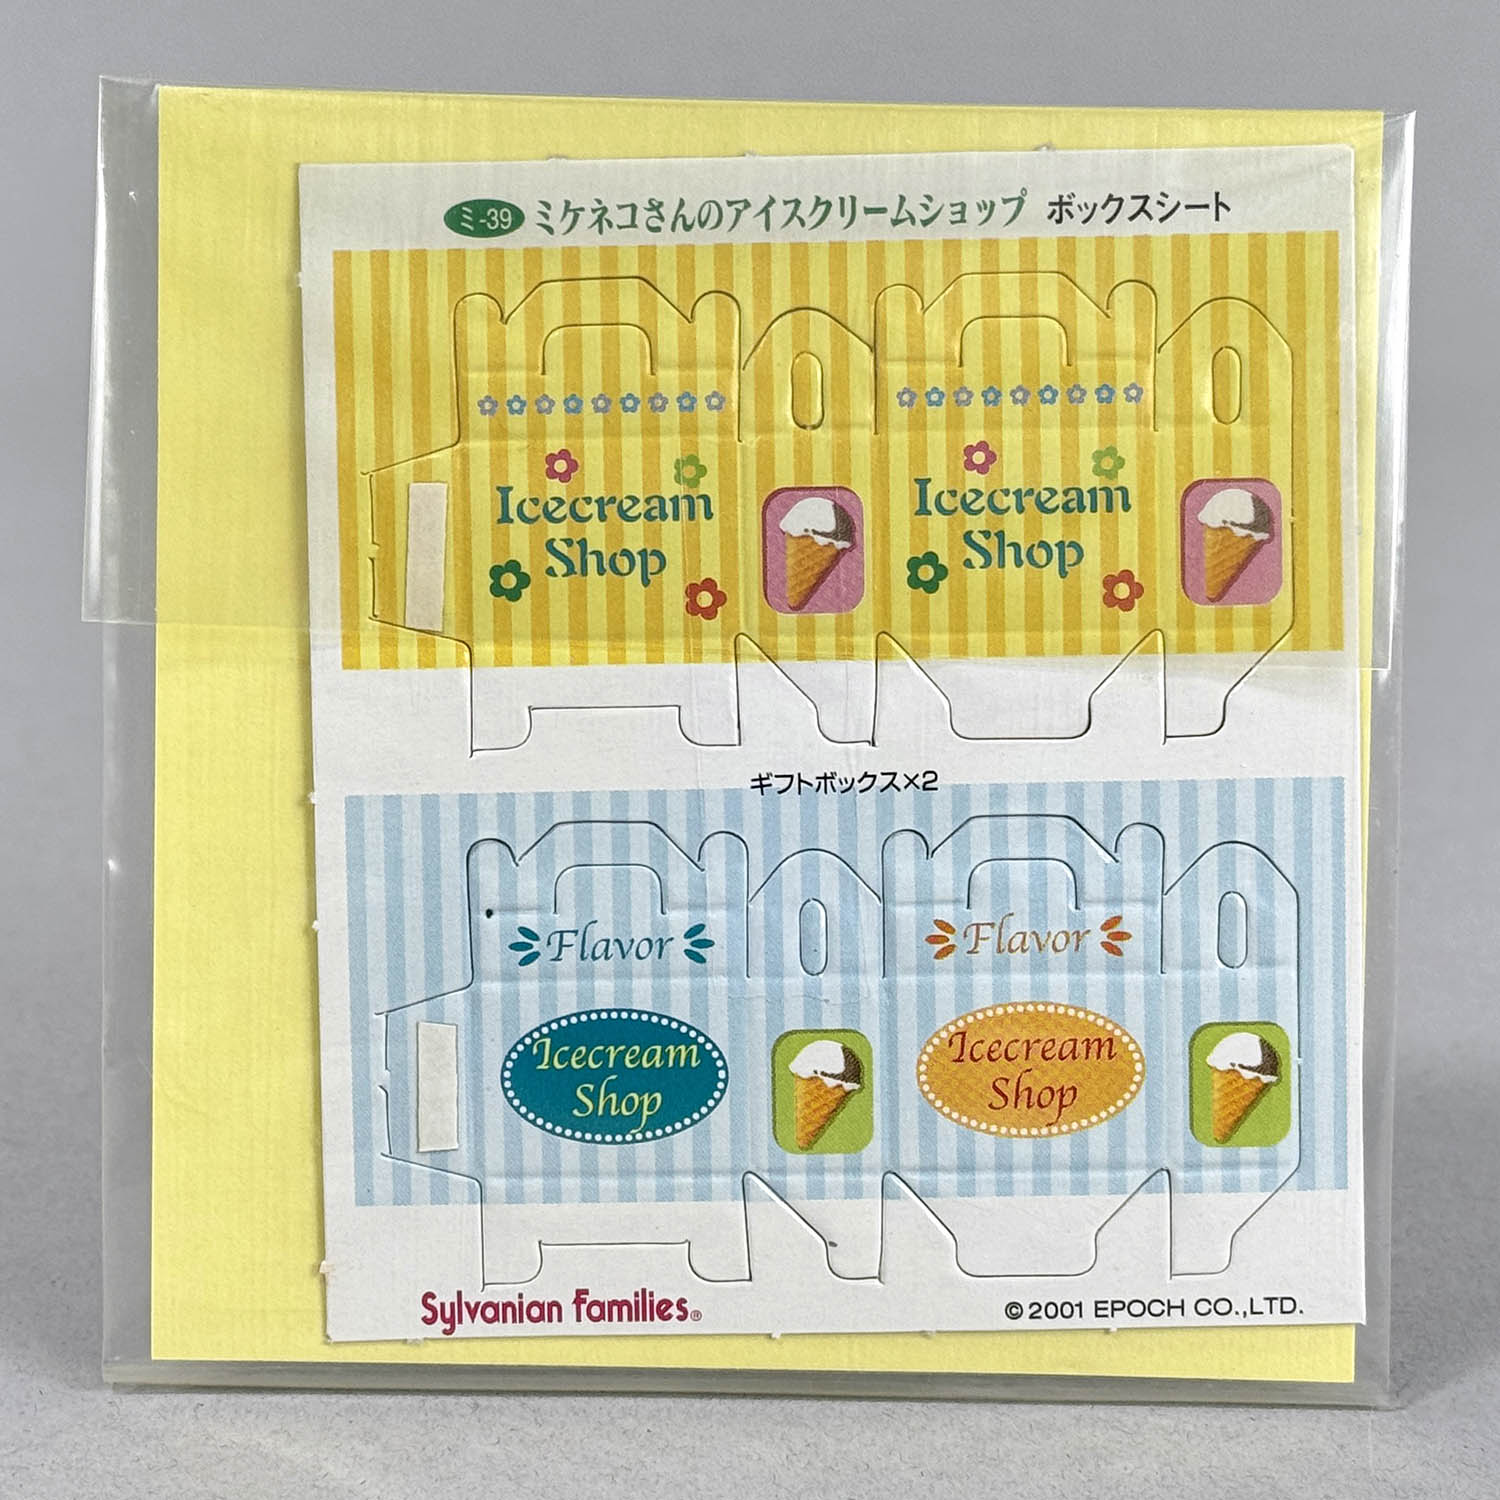 ミ-39 ミケネコさんのアイスクリームショップ ボックスシート
Icecream
Shop
Icecream
Shop
ギフトボックス×2
Flavor
Icecream
Shop
Flavor
Icecream
Shop
Sylvanian Families®
©2001 EPOCH CO.,LTD.